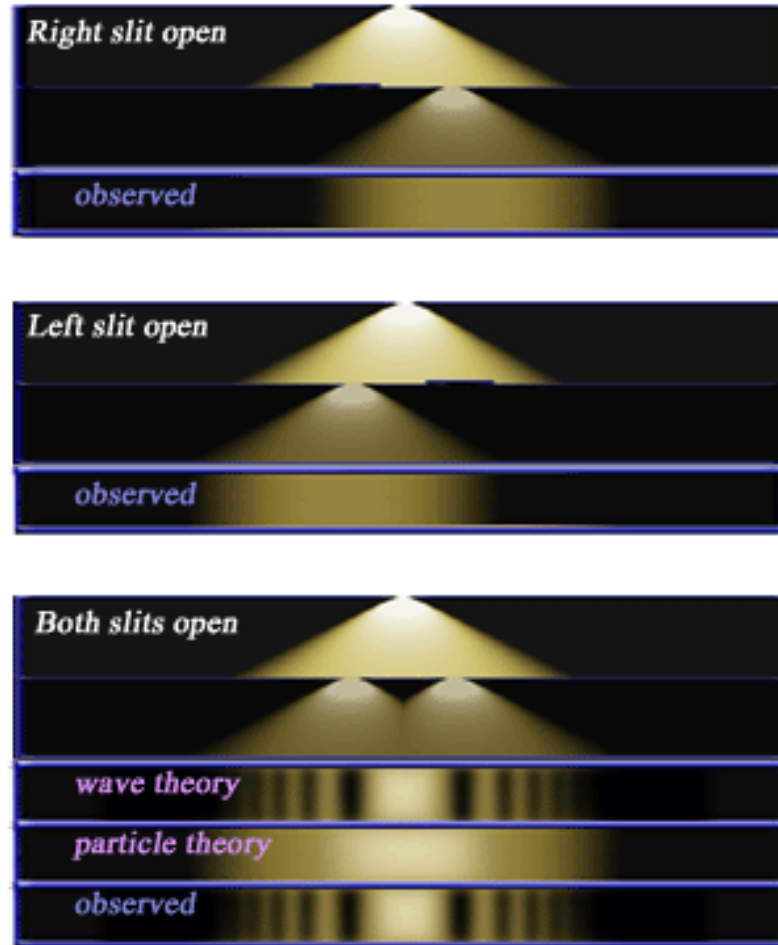 Right slit open
observed
Left slit open
observed
Both slits open
wave theory
particle theory
observed